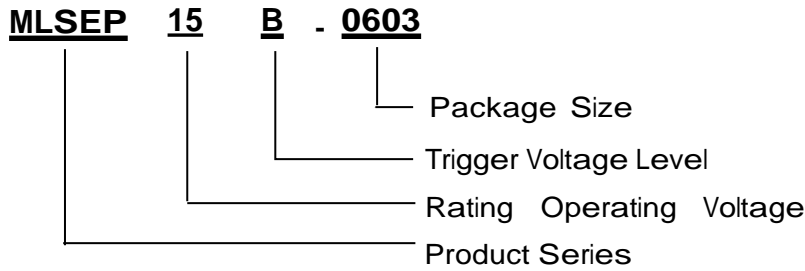 MLSEP 15 B - 0603
Package Size
Trigger Voltage Level
Rating Operating Voltage
Product Series